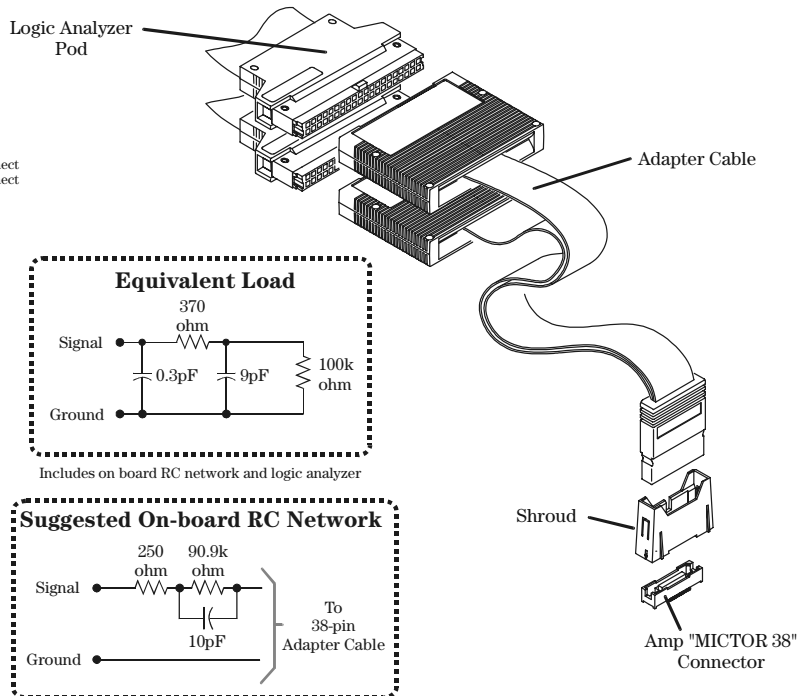 Logic Analyzer
Pod
ect
ect
Adapter Cable
Equivalent Load
370
ohm
Signal
0.3pF
9pF
100k
ohm
Ground
Includes on board RC network and logic analyzer
Suggested On-board RC Network
250
ohm
90.9k
ohm
Signal
10pF
To
38-pin
Adapter Cable
Ground
Shroud
Amp "MICTOR 38"
Connector